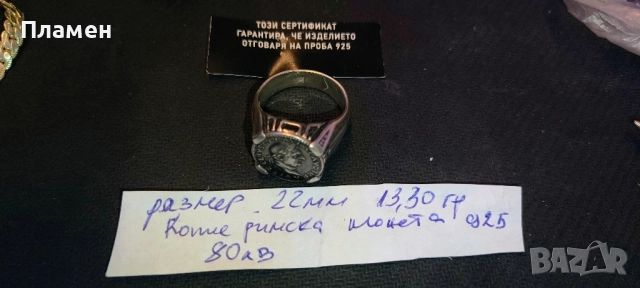 Пламен
ТОЗИ СЕРТИФИКАТ
ГАРАНТИРА, ЧЕ ИЗДЕЛИЕТО
ОТГОВАРЯ НА ПРОБА 925
размер 22мм 13,30 гр
Копие римска монета 925
80лв
BAZAR